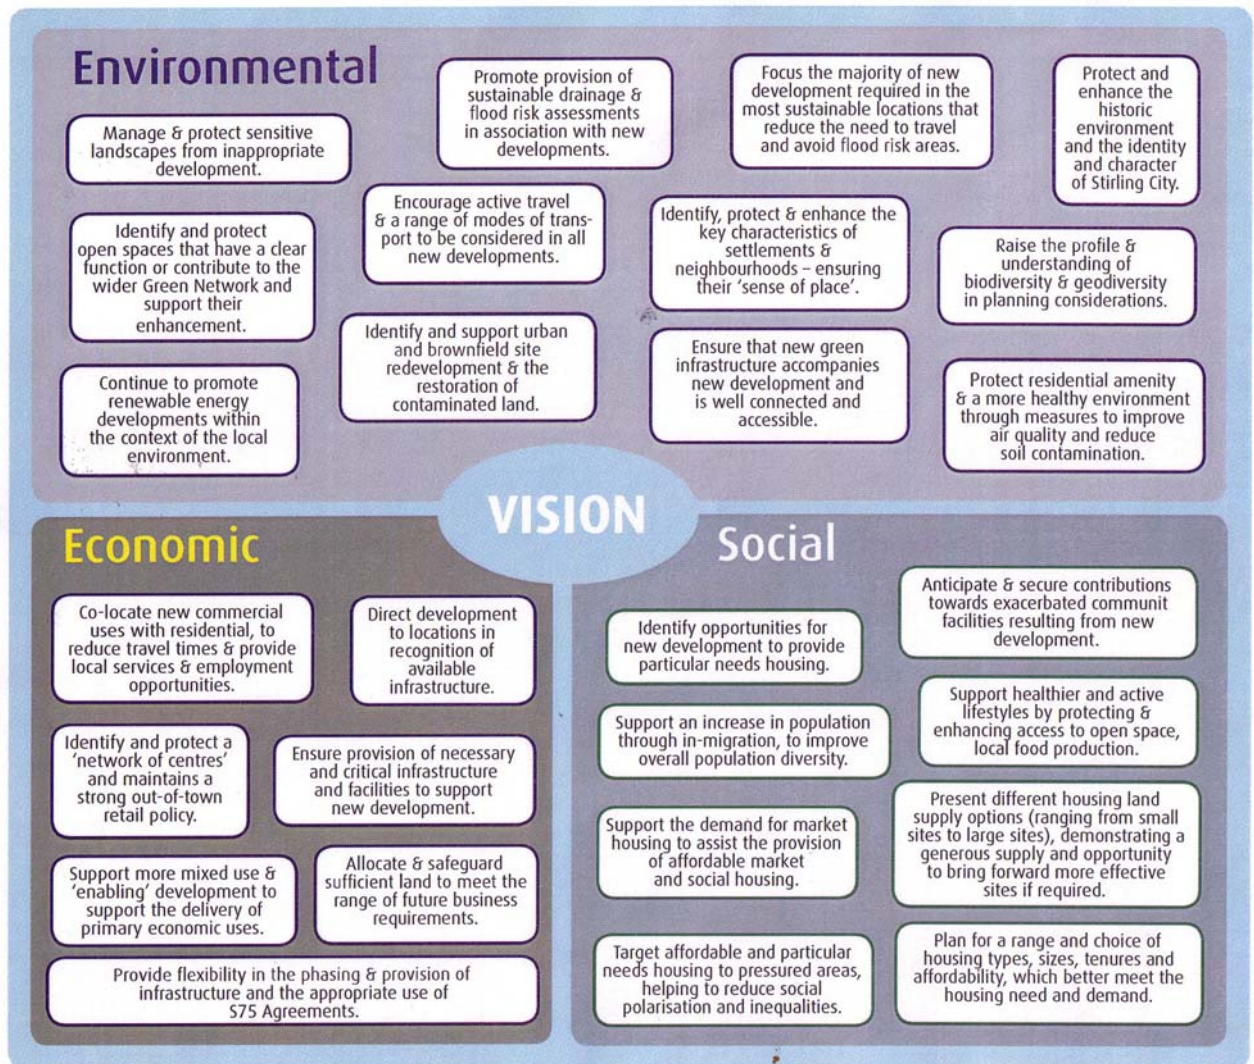 Environmental
Manage & protect sensitive
landscapes from inappropriate
development.
Promote provision of
sustainable drainage &
flood risk assessments
in association with new
developments.
Focus the majority of new
development required in the
most sustainable locations that
reduce the need to travel
and avoid flood risk areas.
Protect and
enhance the
historic
environment
and the identity
and character
of Stirling City.
Identify and protect
open spaces that have a clear
function or contribute to the
wider Green Network and
support their
enhancement.
Encourage active travel
& a range of modes of trans-
port to be considered in all
new developments.
Identify, protect & enhance the
key characteristics of
settlements &
neighbourhoods – ensuring
their ‘sense of place’.
Raise the profile &
understanding of
biodiversity & geodiversity
in planning considerations.
Continue to promote
renewable energy
developments within
the context of the local
environment.
Identify and support urban
and brownfield site
redevelopment & the
restoration of
contaminated land.
Ensure that new green
infrastructure accompanies
new development and
is well connected and
accessible.
Protect residential amenity
& a more healthy environment
through measures to improve
air quality and reduce
soil contamination.
VISION
Economic
Co-locate new commercial
uses with residential, to
reduce travel times & provide
local services & employment
opportunities.
Direct development
to locations in
recognition of
available
infrastructure.
Identify and protect a
‘network of centres’
and maintains a
strong out-of-town
retail policy.
Ensure provision of necessary
and critical infrastructure
and facilities to support
new development.
Support more mixed use &
‘enabling’ development to
support the delivery of
primary economic uses.
Allocate & safeguard
sufficient land to meet the
range of future business
requirements.
Provide flexibility in the phasing & provision of
infrastructure and the appropriate use of
S75 Agreements.
Social
Identify opportunities for
new development to provide
particular needs housing.
Anticipate & secure contributions
towards exacerbated communit
facilities resulting from new
development.
Support an increase in population
through in-migration, to improve
overall population diversity.
Support healthier and active
lifestyles by protecting &
enhancing access to open space,
local food production.
Support the demand for market
housing to assist the provision
of affordable market
and social housing.
Present different housing land
supply options (ranging from small
sites to large sites), demonstrating a
generous supply and opportunity
to bring forward more effective
sites if required.
Target affordable and particular
needs housing to pressured areas,
helping to reduce social
polarisation and inequalities.
Plan for a range and choice of
housing types, sizes, tenures and
affordability, which better meet the
housing need and demand.